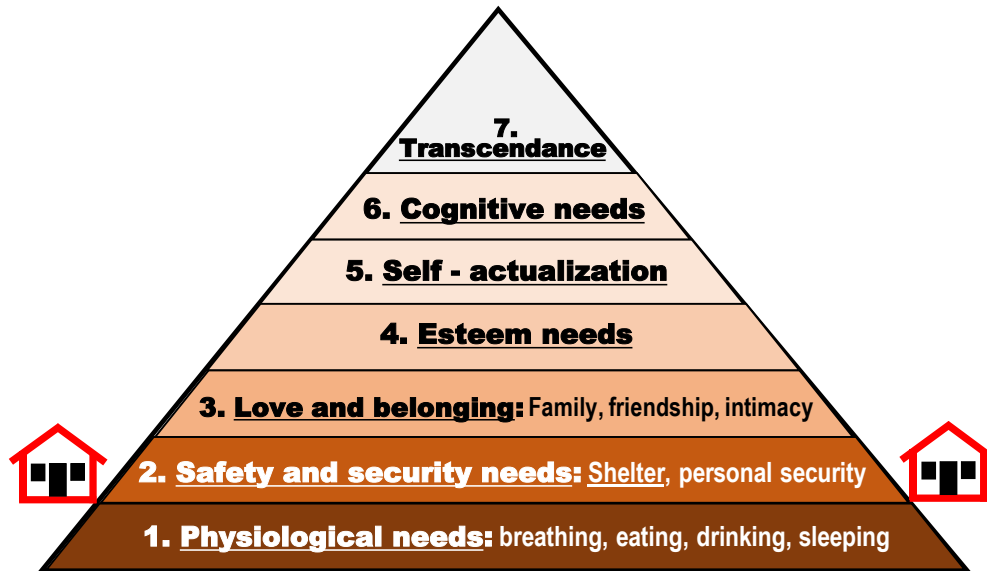 7.
Transcendance
6. Cognitive needs
5. Self - actualization
4. Esteem needs
3. Love and belonging: Family, friendship, intimacy
2. Safety and security needs: Shelter, personal security
1. Physiological needs: breathing, eating, drinking, sleeping